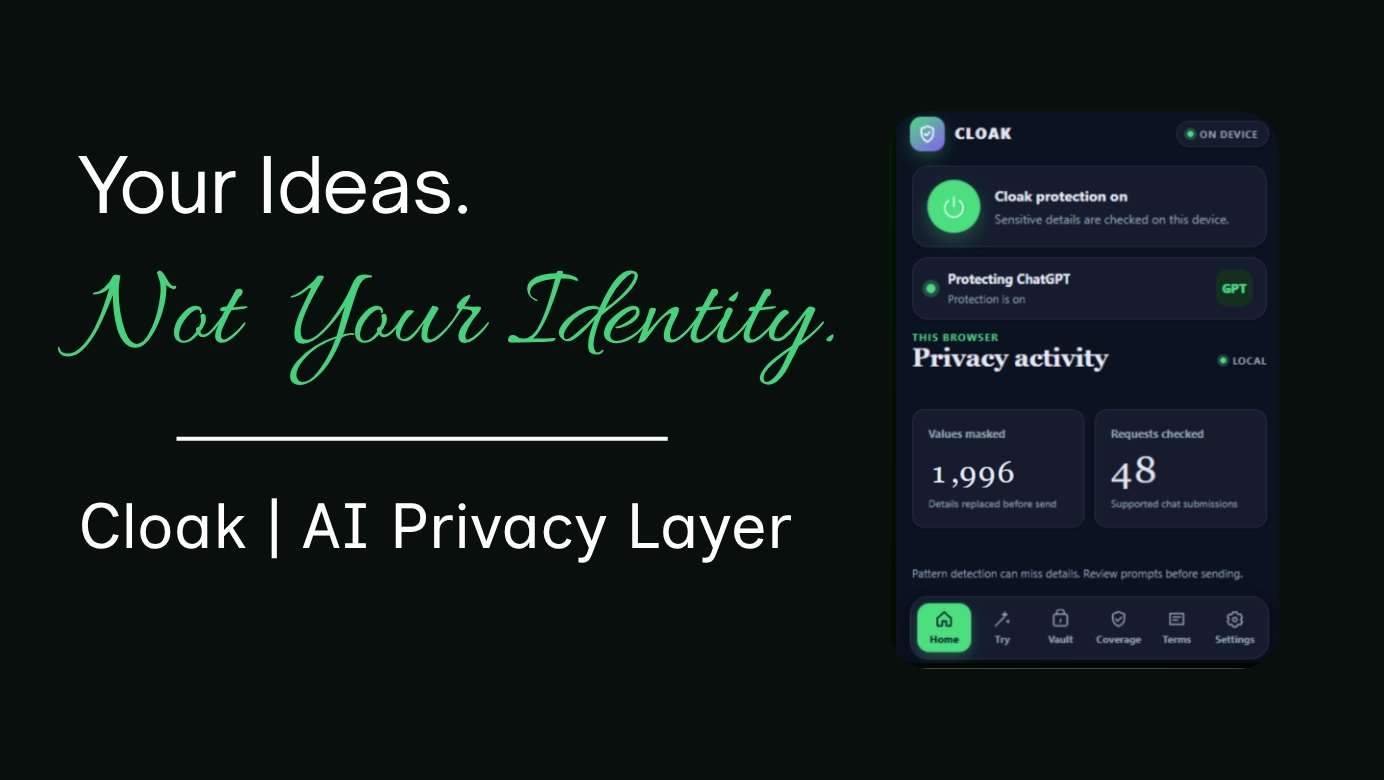 Your Ideas.
Not Your Identity.
Cloak | AI Privacy Layer
CLOAK
ON DEVICE
Cloak protection on
Sensitive details are checked on this device.
Protecting ChatGPT
Protection is on
GPT
THIS BROWSER
Privacy activity
LOCAL
Values masked
1,996
Details replaced before send
Requests checked
48
Supported chat submissions
Pattern detection can miss details. Review prompts before sending.
Home
Try
Vault
Coverage
Terms
Settings